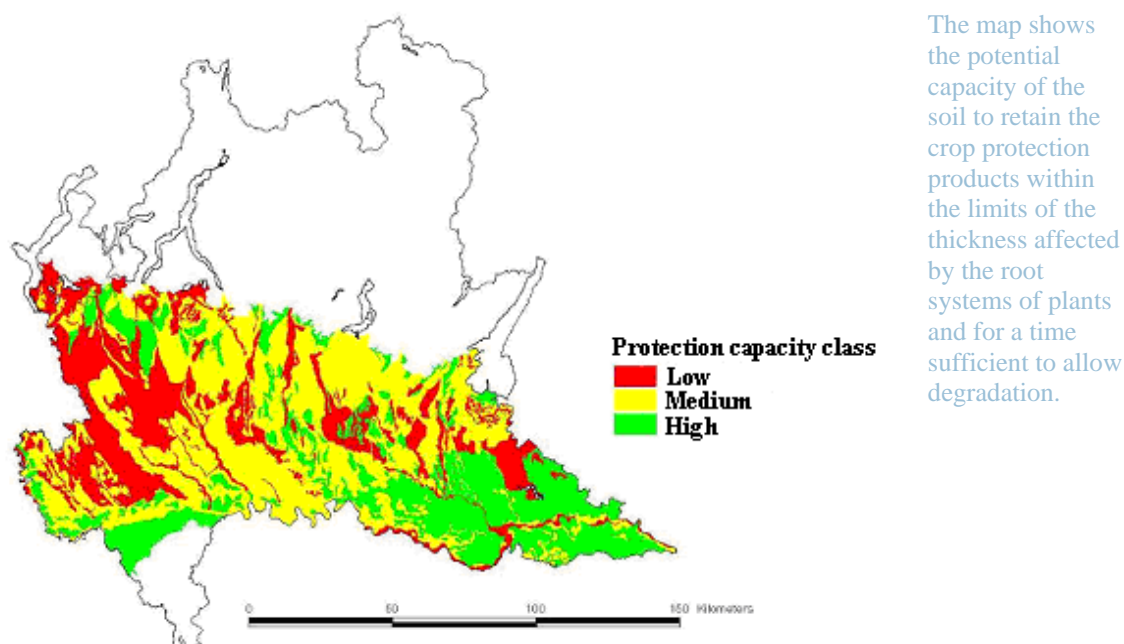 The map shows
the potential
capacity of the
soil to retain the
crop protection
products within
the limits of the
thickness affected
by the root
systems of plants
and for a time
sufficient to allow
degradation.
Protection capacity class
Low
Medium
High
0 50 100 150 Kilometers